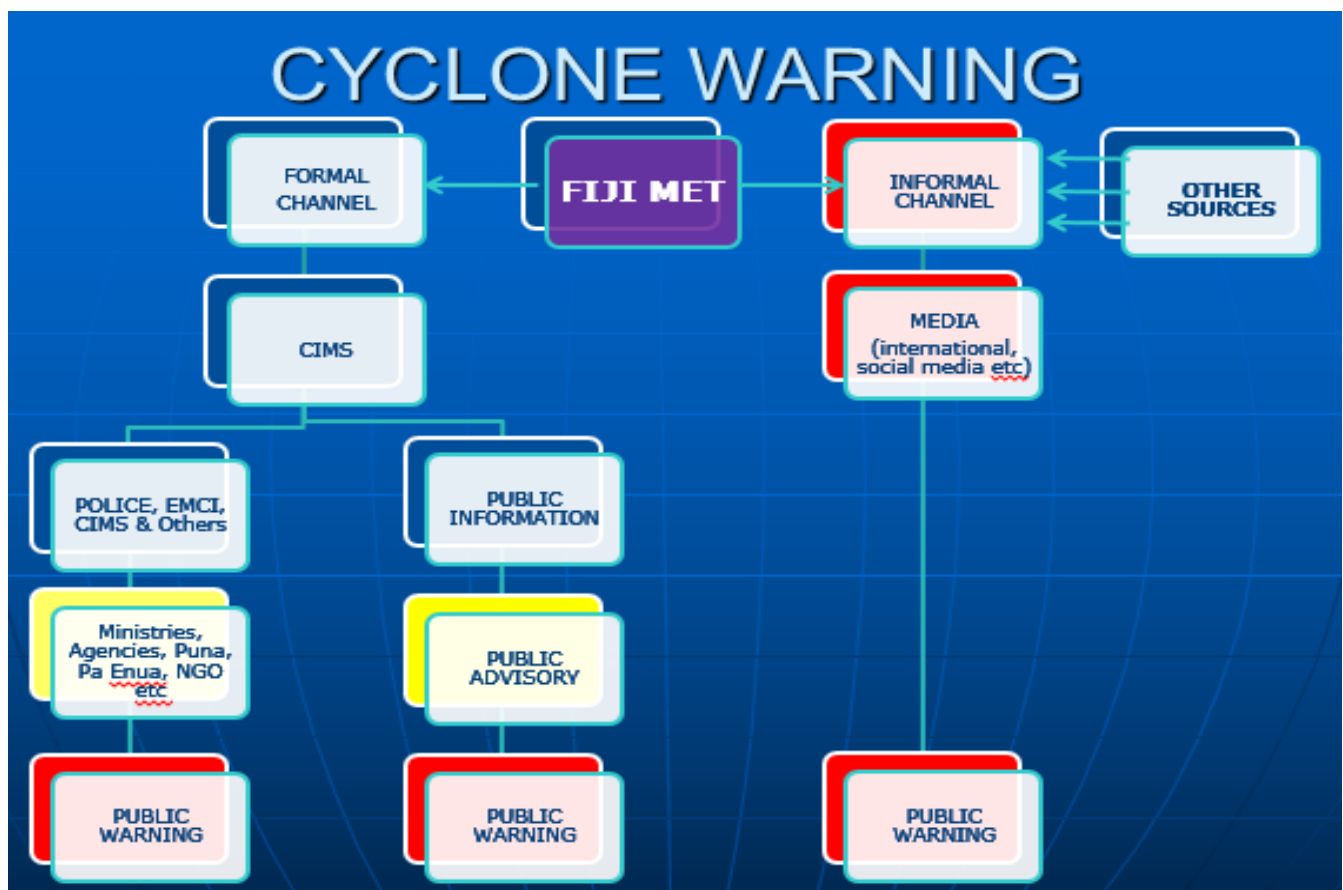 CYCLONE WARNING
FORMAL
CHANNEL
FIJI MET
INFORMAL
CHANNEL
OTHER
SOURCES
CIMS
MEDIA
(international,
social media etc)
POLICE, EMCI,
CIMS & Others
PUBLIC
INFORMATION
Ministries,
Agencies, Puna,
Pa Enua, NGO
etc
PUBLIC
ADVISORY
PUBLIC
WARNING
PUBLIC
WARNING
PUBLIC
WARNING